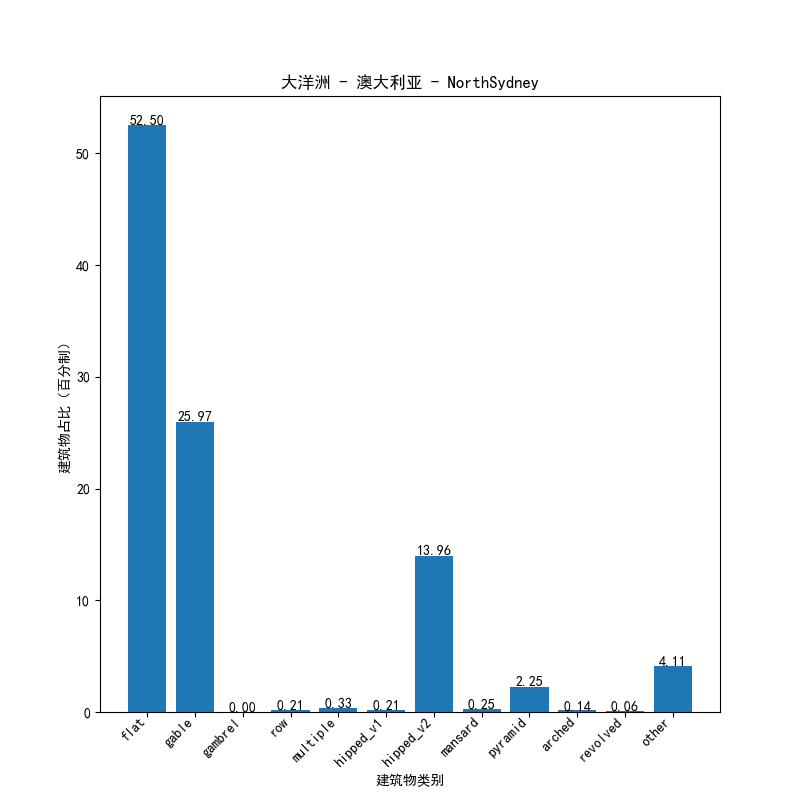 大洋洲 - 澳大利亚 - NorthSydney
建筑物占比（百分制）
50
40
30
20
10
0
52.50
25.97
0.00
0.21
0.33
0.21
13.96
0.25
2.25
0.14
0.06
4.11
flat
gable
gambrel
row
multiple
hipped_v1
hipped_v2
mansard
pyramid
arched
revolved
other
建筑物类别